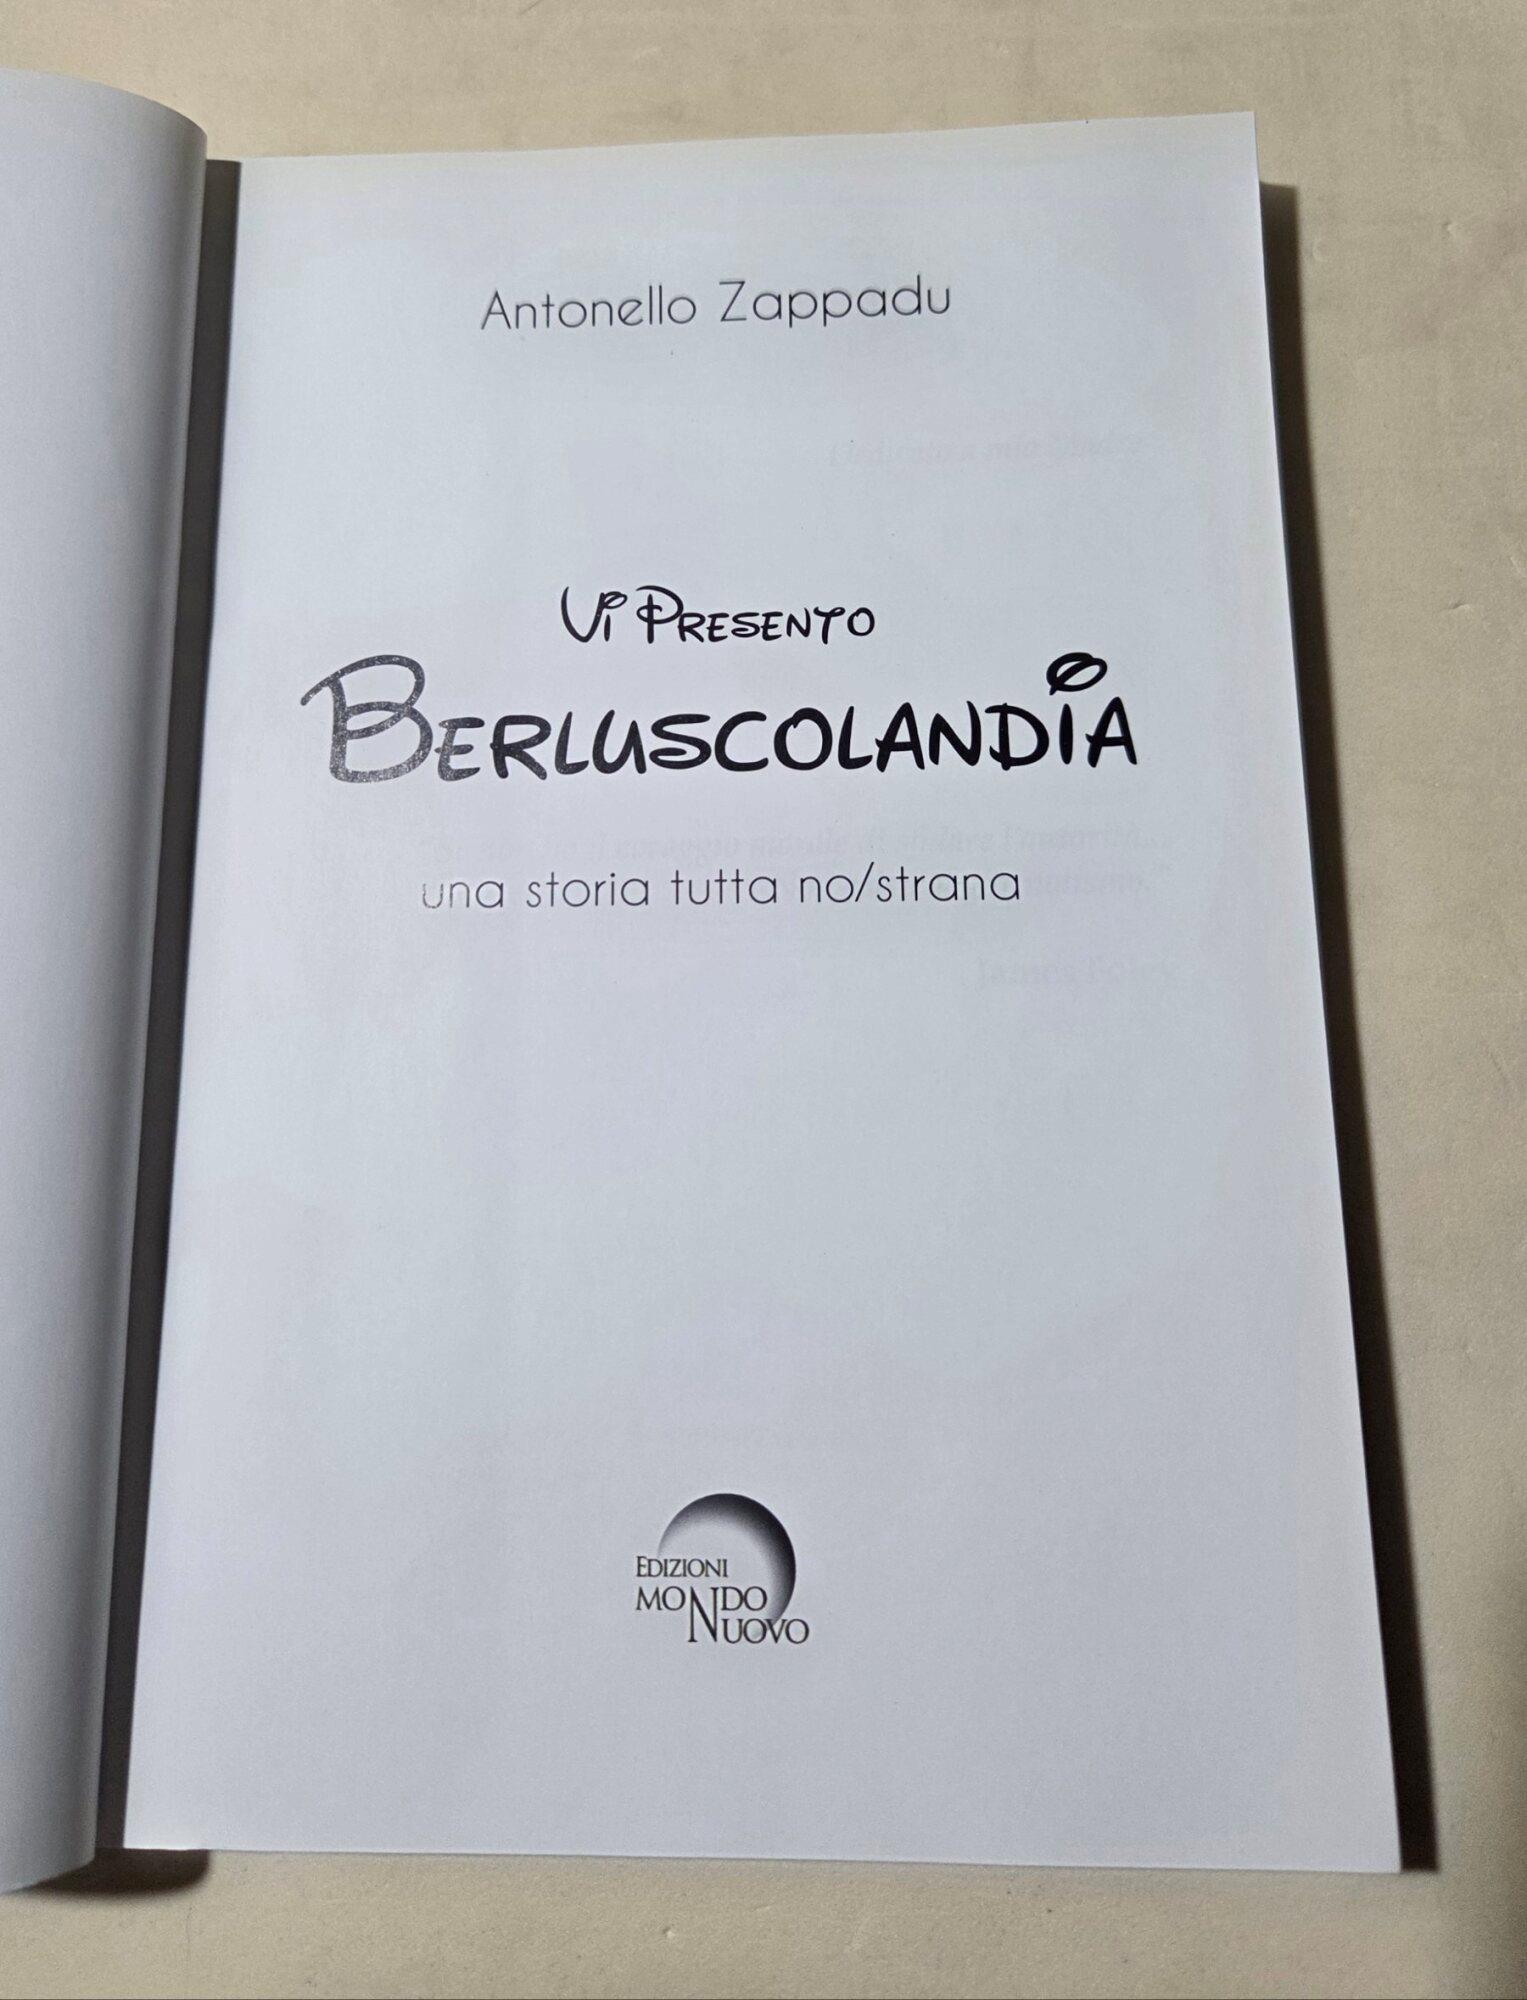 Antonello Zappadu
Vi Presento
BERLUSCOLANDIA
una storia tutta no/strana
EDIZIONI
MONDO
NUOVO